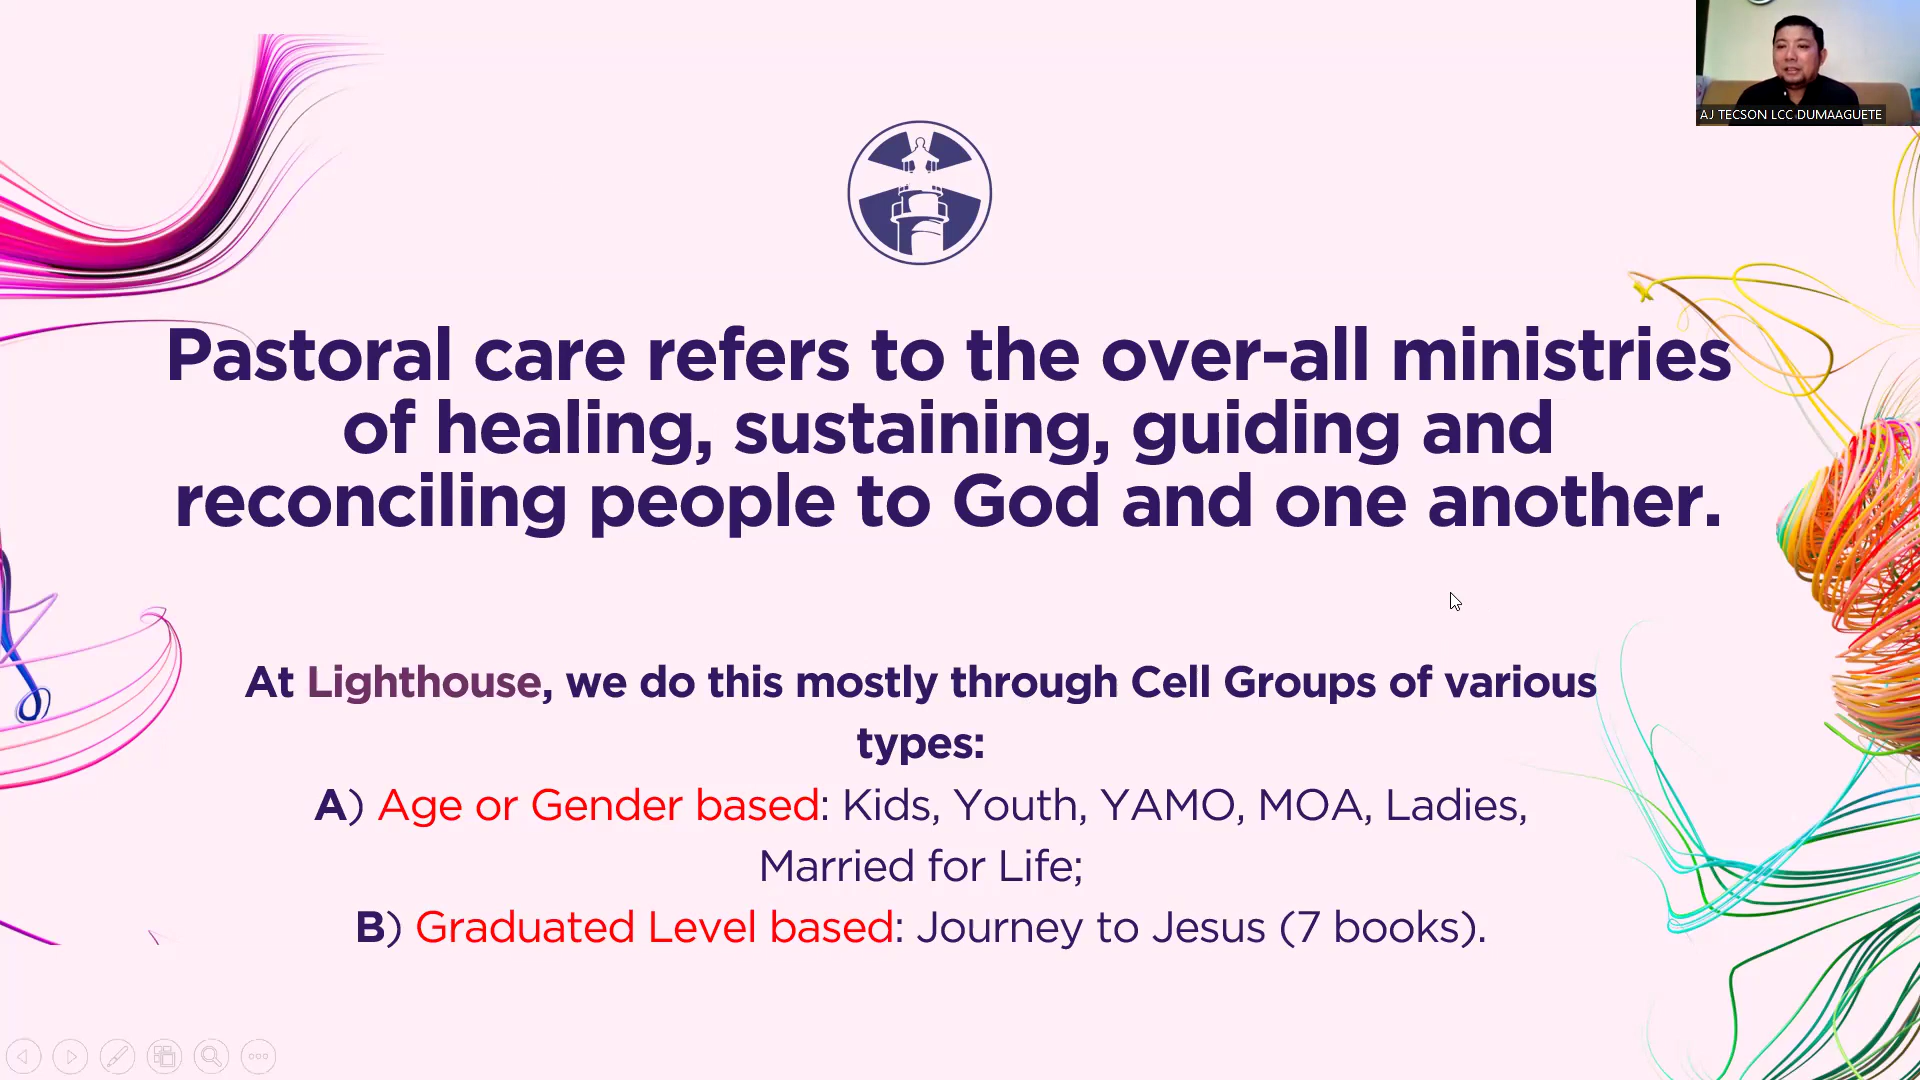 AJ TECSON LCC DUMAAGUETE
Pastoral care refers to the over-all ministries
of healing, sustaining, guiding and
reconciling people to God and one another.
At Lighthouse, we do this mostly through Cell Groups of various
types:
A) Age or Gender based: Kids, Youth, YAMO, MOA, Ladies,
Married for Life;
B) Graduated Level based: Journey to Jesus (7 books).